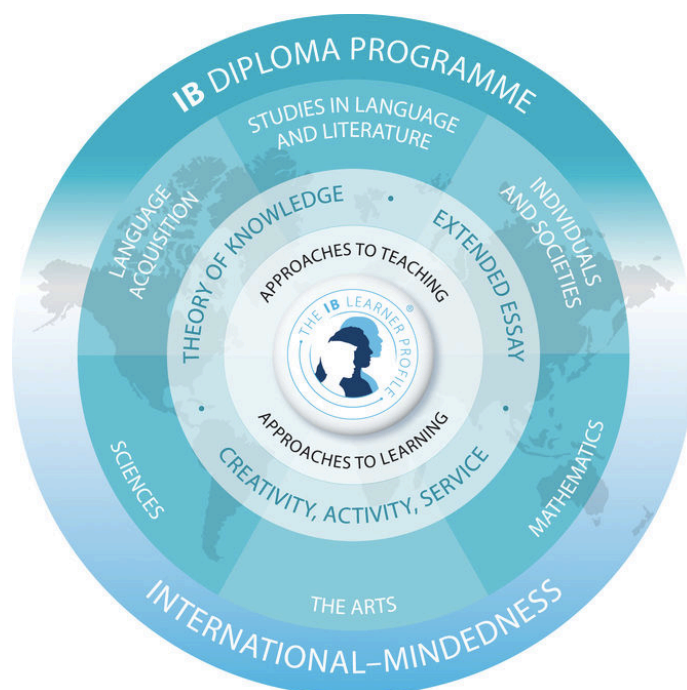 IB DIPLOMA PROGRAMME
STUDIES IN LANGUAGE
AND LITERATURE
LANGUAGE
ACQUISITION
INDIVIDUALS
AND SOCIETIES
THEORY OF KNOWLEDGE
•
EXTENDED ESSAY
•
APPROACHES TO TEACHING
THE IB LEARNER PROFILE
®
APPROACHES TO LEARNING
•
CREATIVITY, ACTIVITY, SERVICE
SCIENCES
MATHEMATICS
THE ARTS
INTERNATIONAL–MINDEDNESS